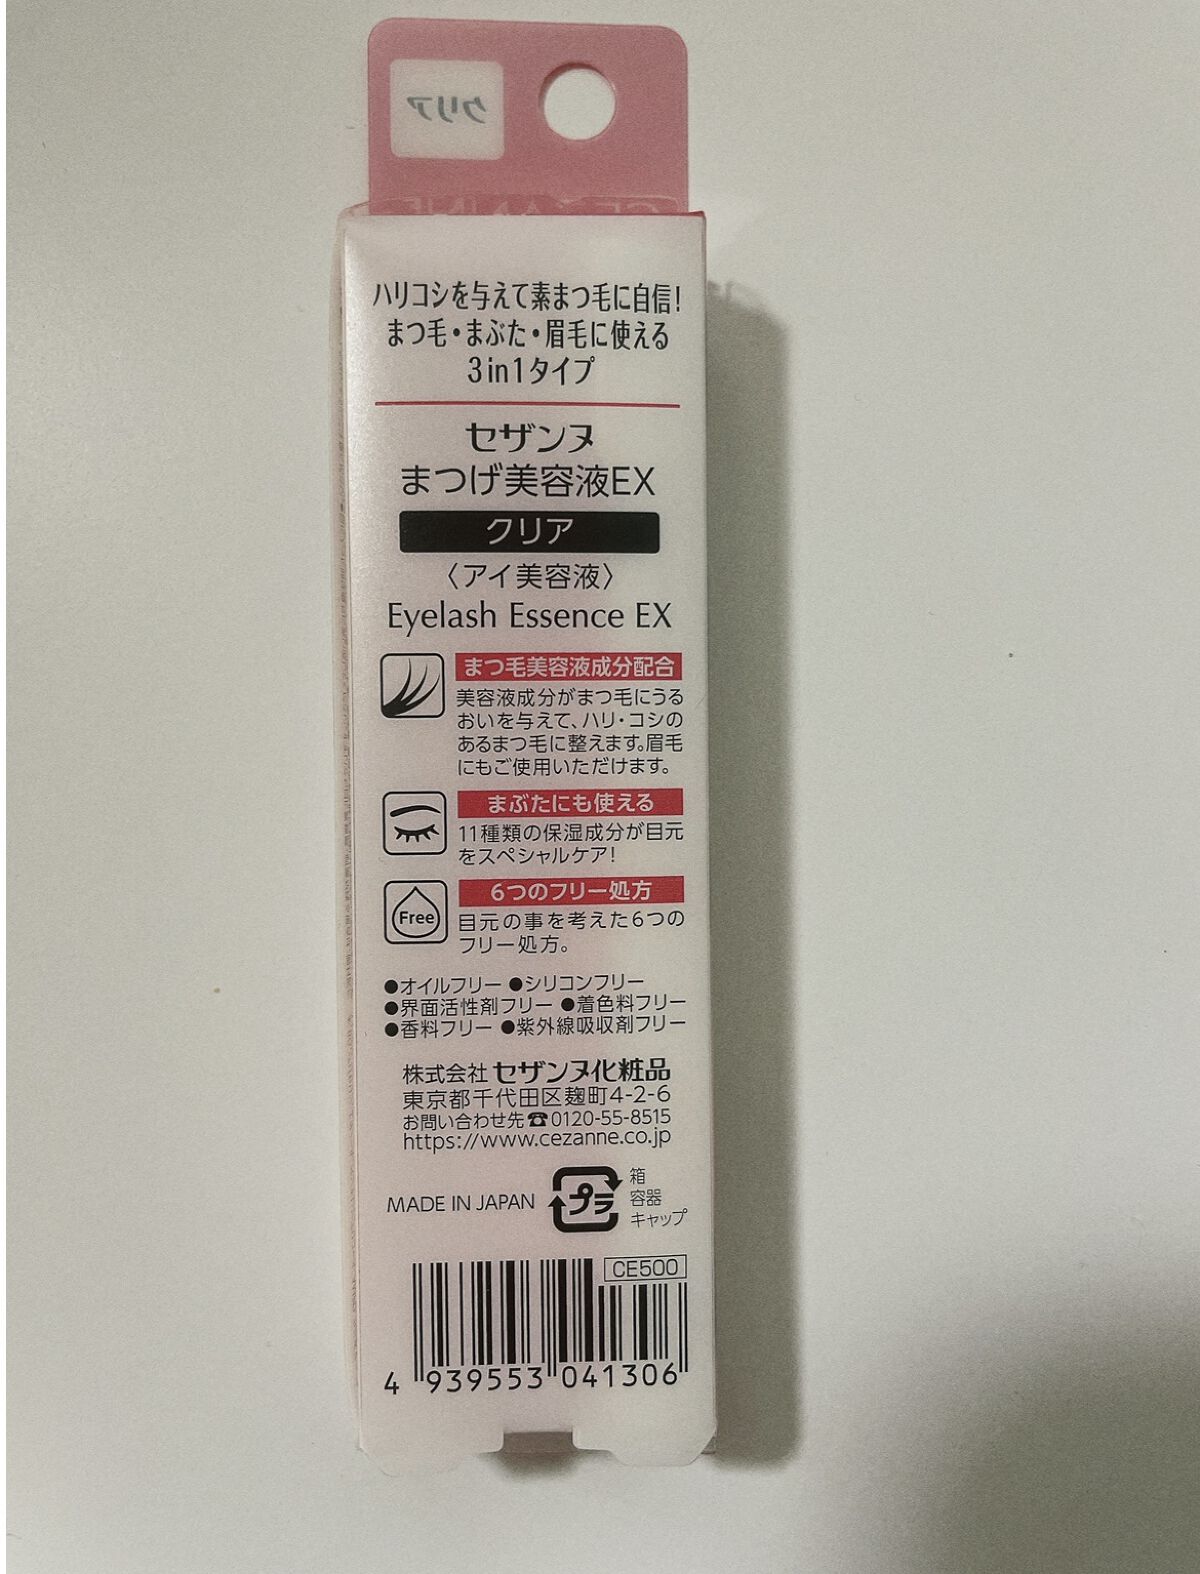 クリア
ハリコシを与えて素まつ毛に自信!
まつ毛・まぶた・眉毛に使える
3in1タイプ
セザンヌ
まつげ美容液EX
クリア
〈アイ美容液〉
Eyelash Essence EX
まつ毛美容液成分配合
美容液成分がまつ毛にうる
おいを与えて、ハリ・コシの
あるまつ毛に整えます。眉毛
にもご使用いただけます。
まぶたにも使える
11種類の保湿成分が目元
をスペシャルケア!
6つのフリー処方
Free
目元の事を考えた6つの
フリー処方。
●オイルフリー ●シリコンフリー
●界面活性剤フリー ●着色料フリー
●香料フリー ●紫外線吸収剤フリー
株式会社 セザンヌ化粧品
東京都千代田区麹町4-2-6
お問い合わせ先☎0120-55-8515
https://www.cezanne.co.jp
MADE IN JAPAN
プラ
箱
容器
キャップ
CE500
4 939553 041306